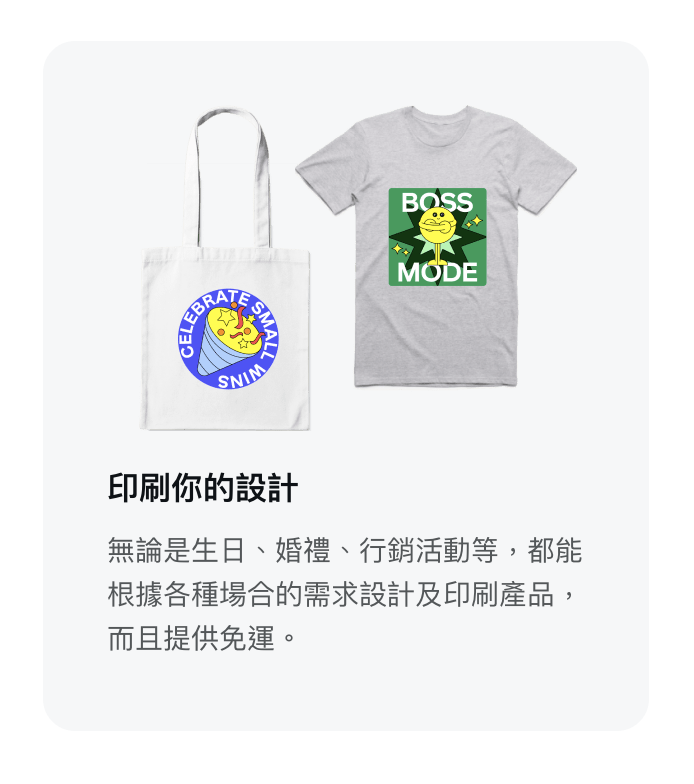 BOSS
MODE
CELEBRATE SMALL WINS
印刷你的設計
無論是生日、婚禮、行銷活動等，都能
根據各種場合的需求設計及印刷產品，
而且提供免運。